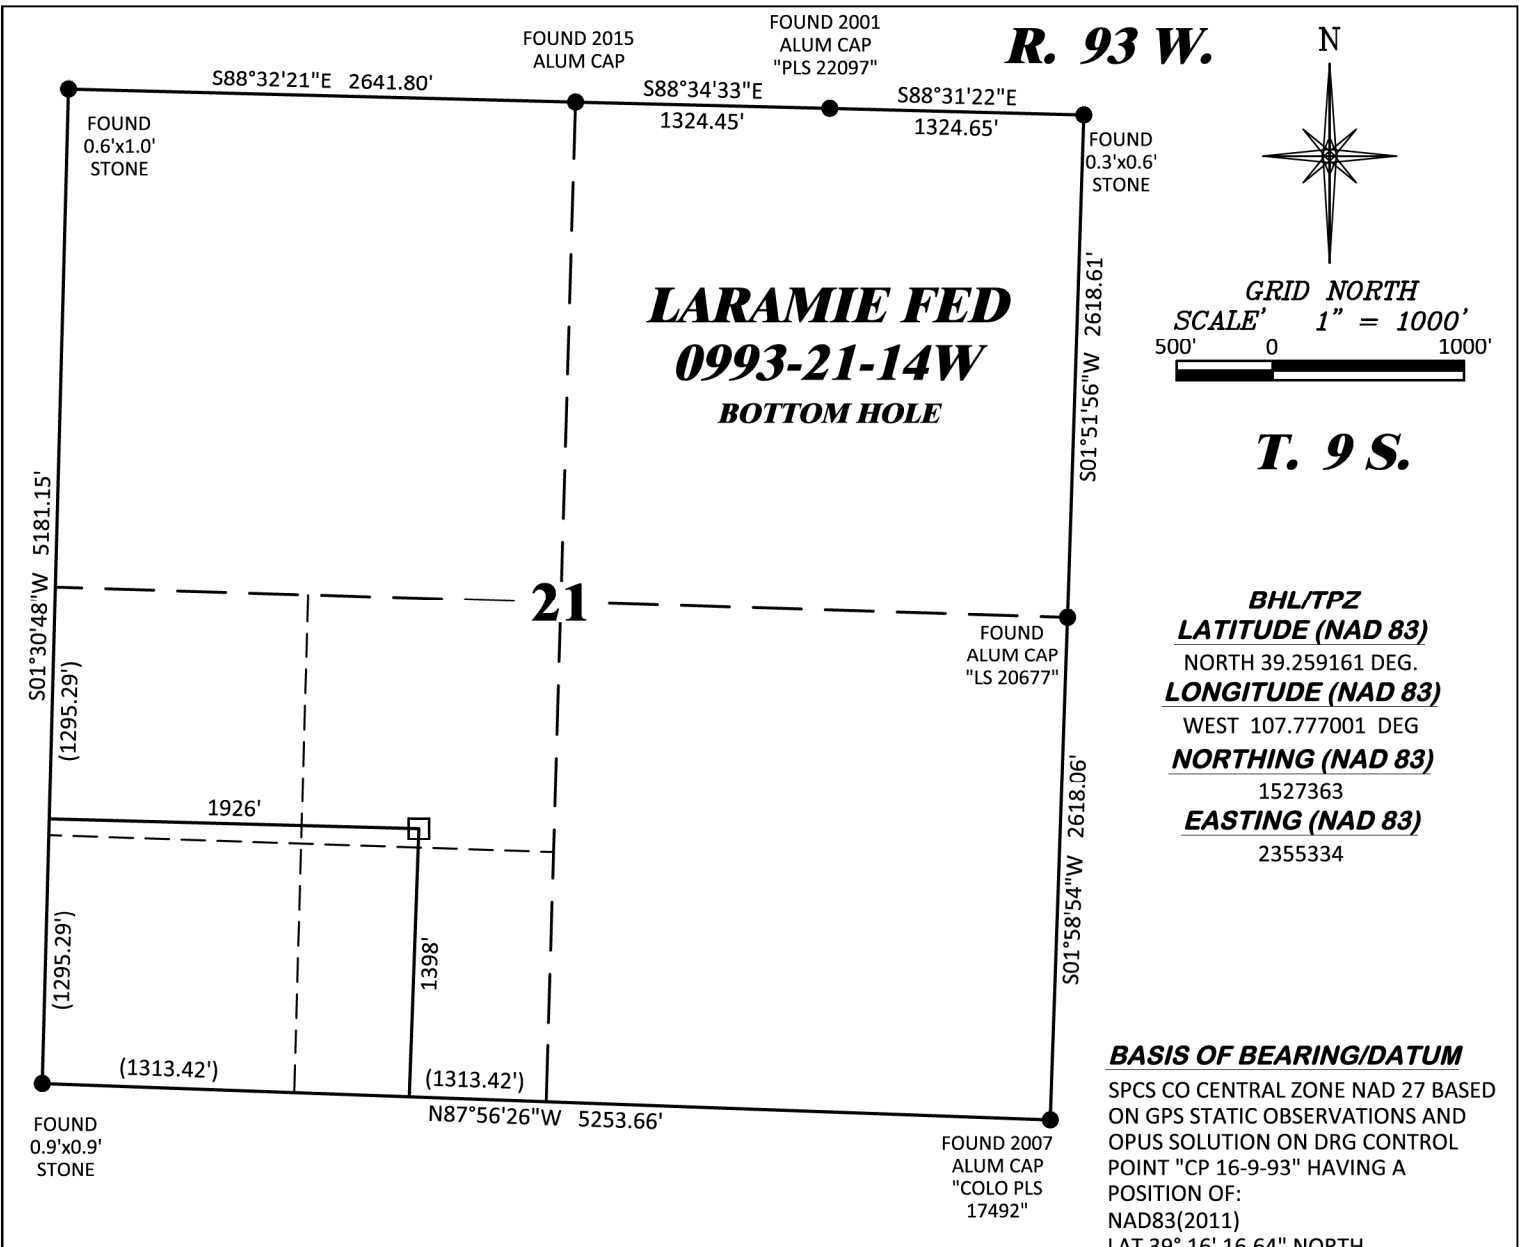 FOUND 2001
ALUM CAP
"PLS 22097"
FOUND 2015
ALUM CAP
R. 93 W.
N
S88°32'21"E 2641.80'
S88°34'33"E
1324.45'
S88°31'22"E
1324.65'
FOUND
0.6'x1.0'
STONE
FOUND
0.3'x0.6'
STONE
LARAMIE FED
0993-21-14W
BOTTOM HOLE
S01°51'56"W 2618.61'
GRID NORTH
SCALE' 1" = 1000'
500' 0 1000'
T. 9 S.
S01°30'48"W 5181.15'
21
FOUND
ALUM CAP
"LS 20677"
BHL/TPZ
LATITUDE (NAD 83)
NORTH 39.259161 DEG.
LONGITUDE (NAD 83)
WEST 107.777001 DEG
NORTHING (NAD 83)
1527363
EASTING (NAD 83)
2355334
(1295.29')
1926'
S01°58'54"W 2618.06'
(1295.29')
1398'
(1313.42')
(1313.42')
N87°56'26"W 5253.66'
FOUND
0.9'x0.9'
STONE
FOUND 2007
ALUM CAP
"COLO PLS
17492"
BASIS OF BEARING/DATUM
SPCS CO CENTRAL ZONE NAD 27 BASED
ON GPS STATIC OBSERVATIONS AND
OPUS SOLUTION ON DRG CONTROL
POINT "CP 16-9-93" HAVING A
POSITION OF:
NAD83(2011)
LAT 39° 16' 16.64" NORTH